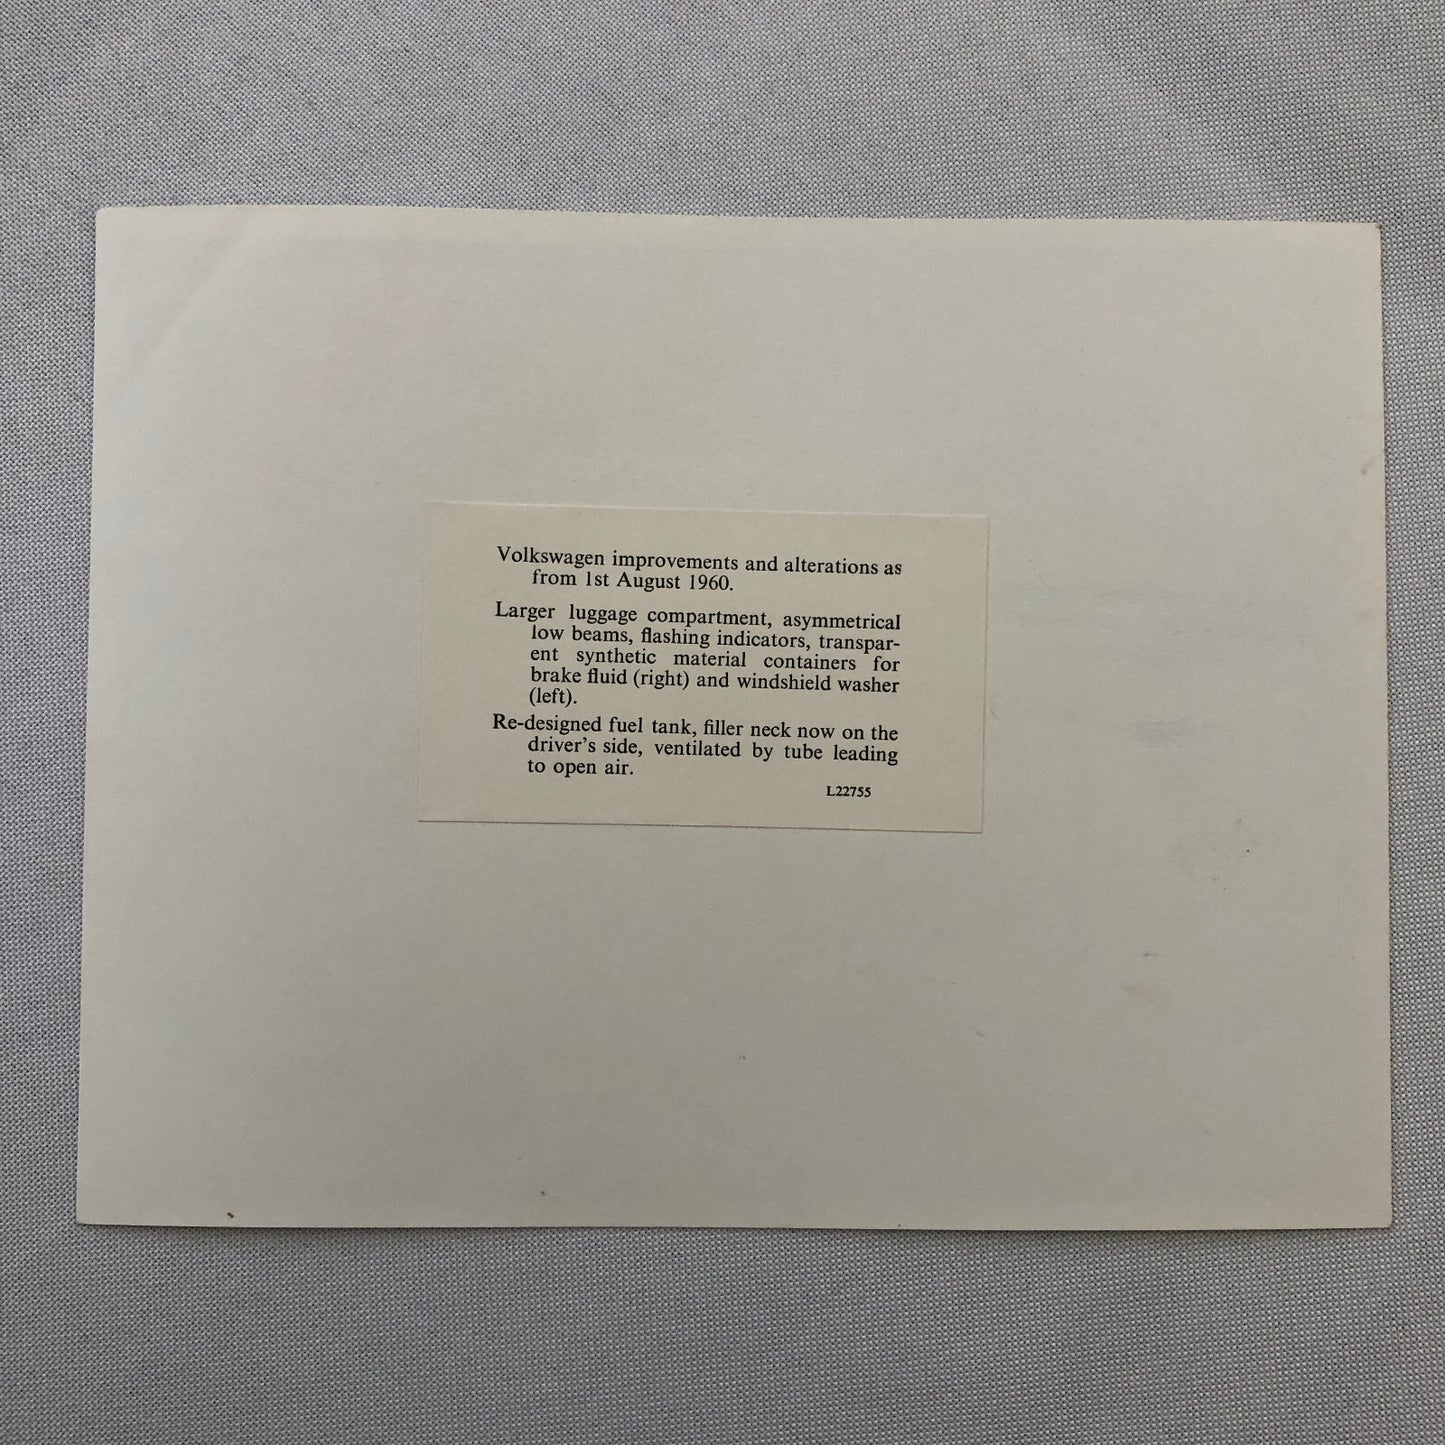 Volkswagen improvements and alterations as
from 1st August 1960.
Larger luggage compartment, asymmetrical
low beams, flashing indicators, transpar-
ent synthetic material containers for
brake fluid (right) and windshield washer
(left).
Re-designed fuel tank, filler neck now on the
driver's side, ventilated by tube leading
to open air.
L22755